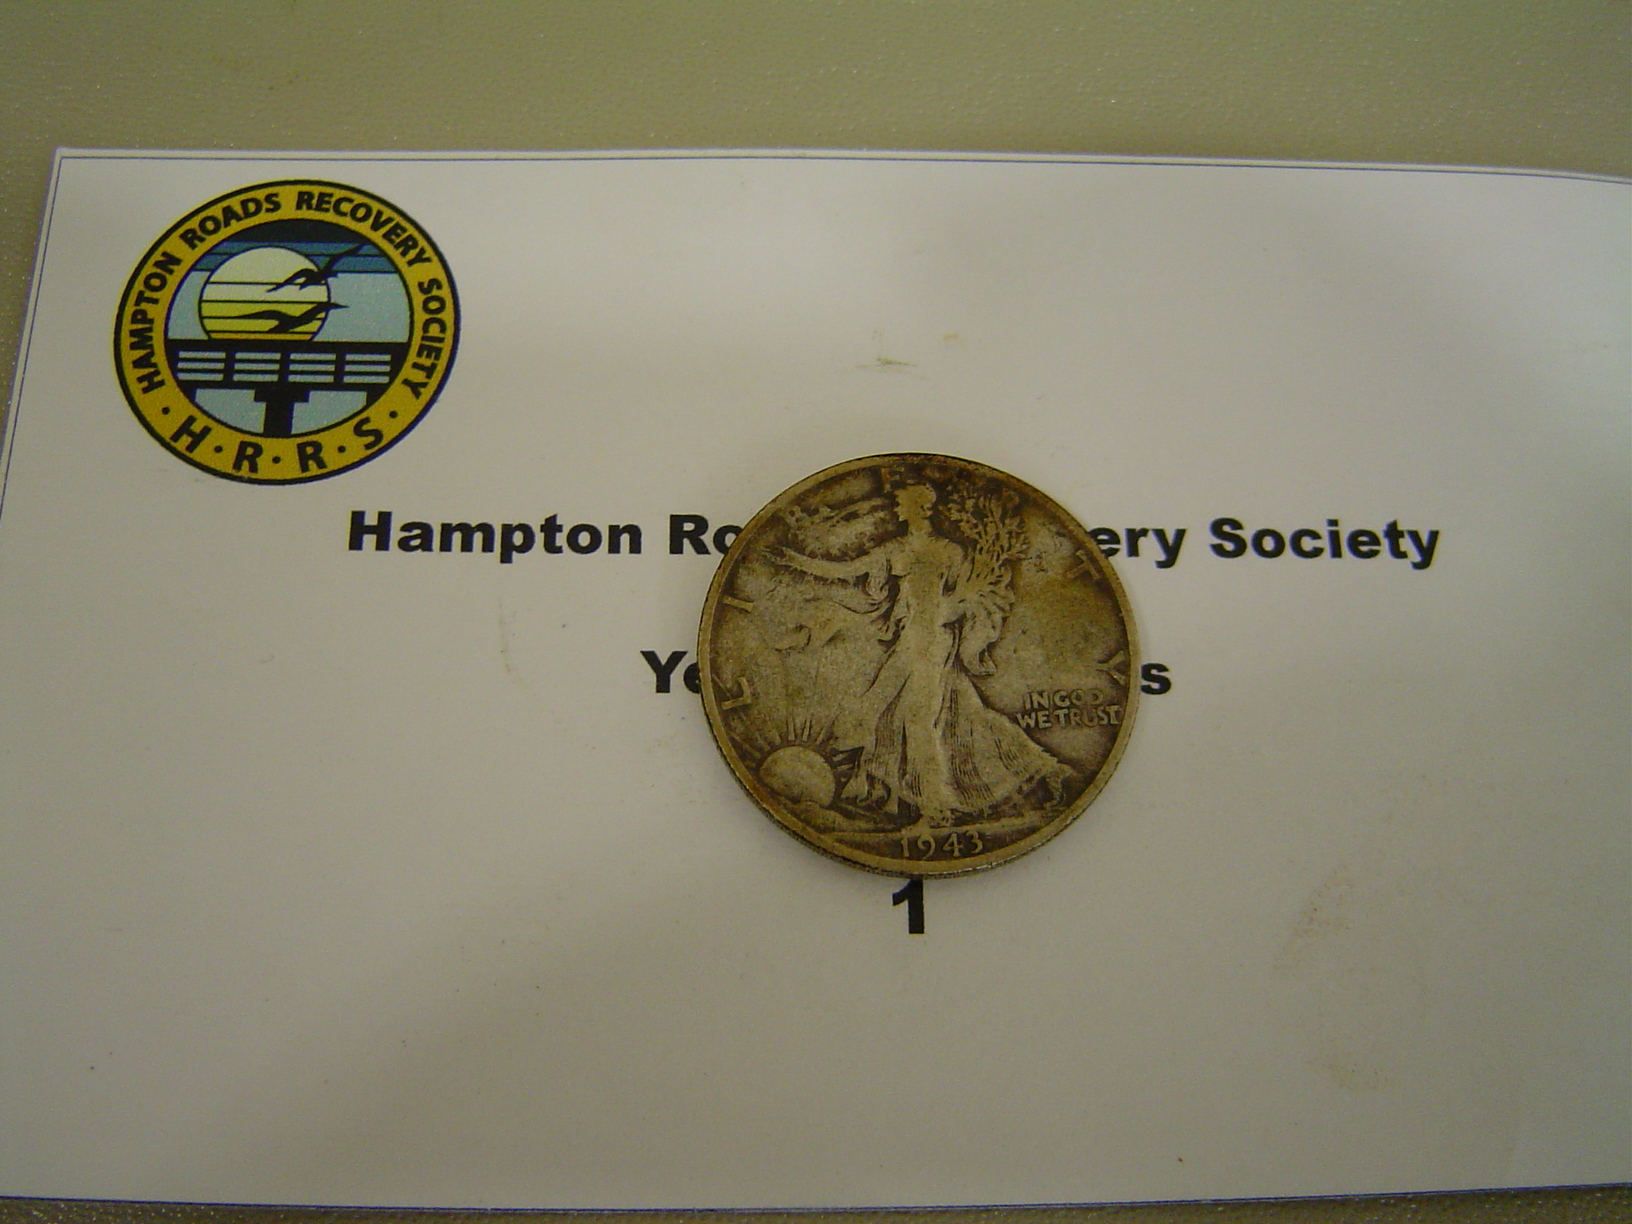 HAMPTON ROADS RECOVERY SOCIETY
· H · R · R · S ·
Hampton Ro ery Society
Ye s
LIBERTY
IN GOD
WE TRUST
1943
1